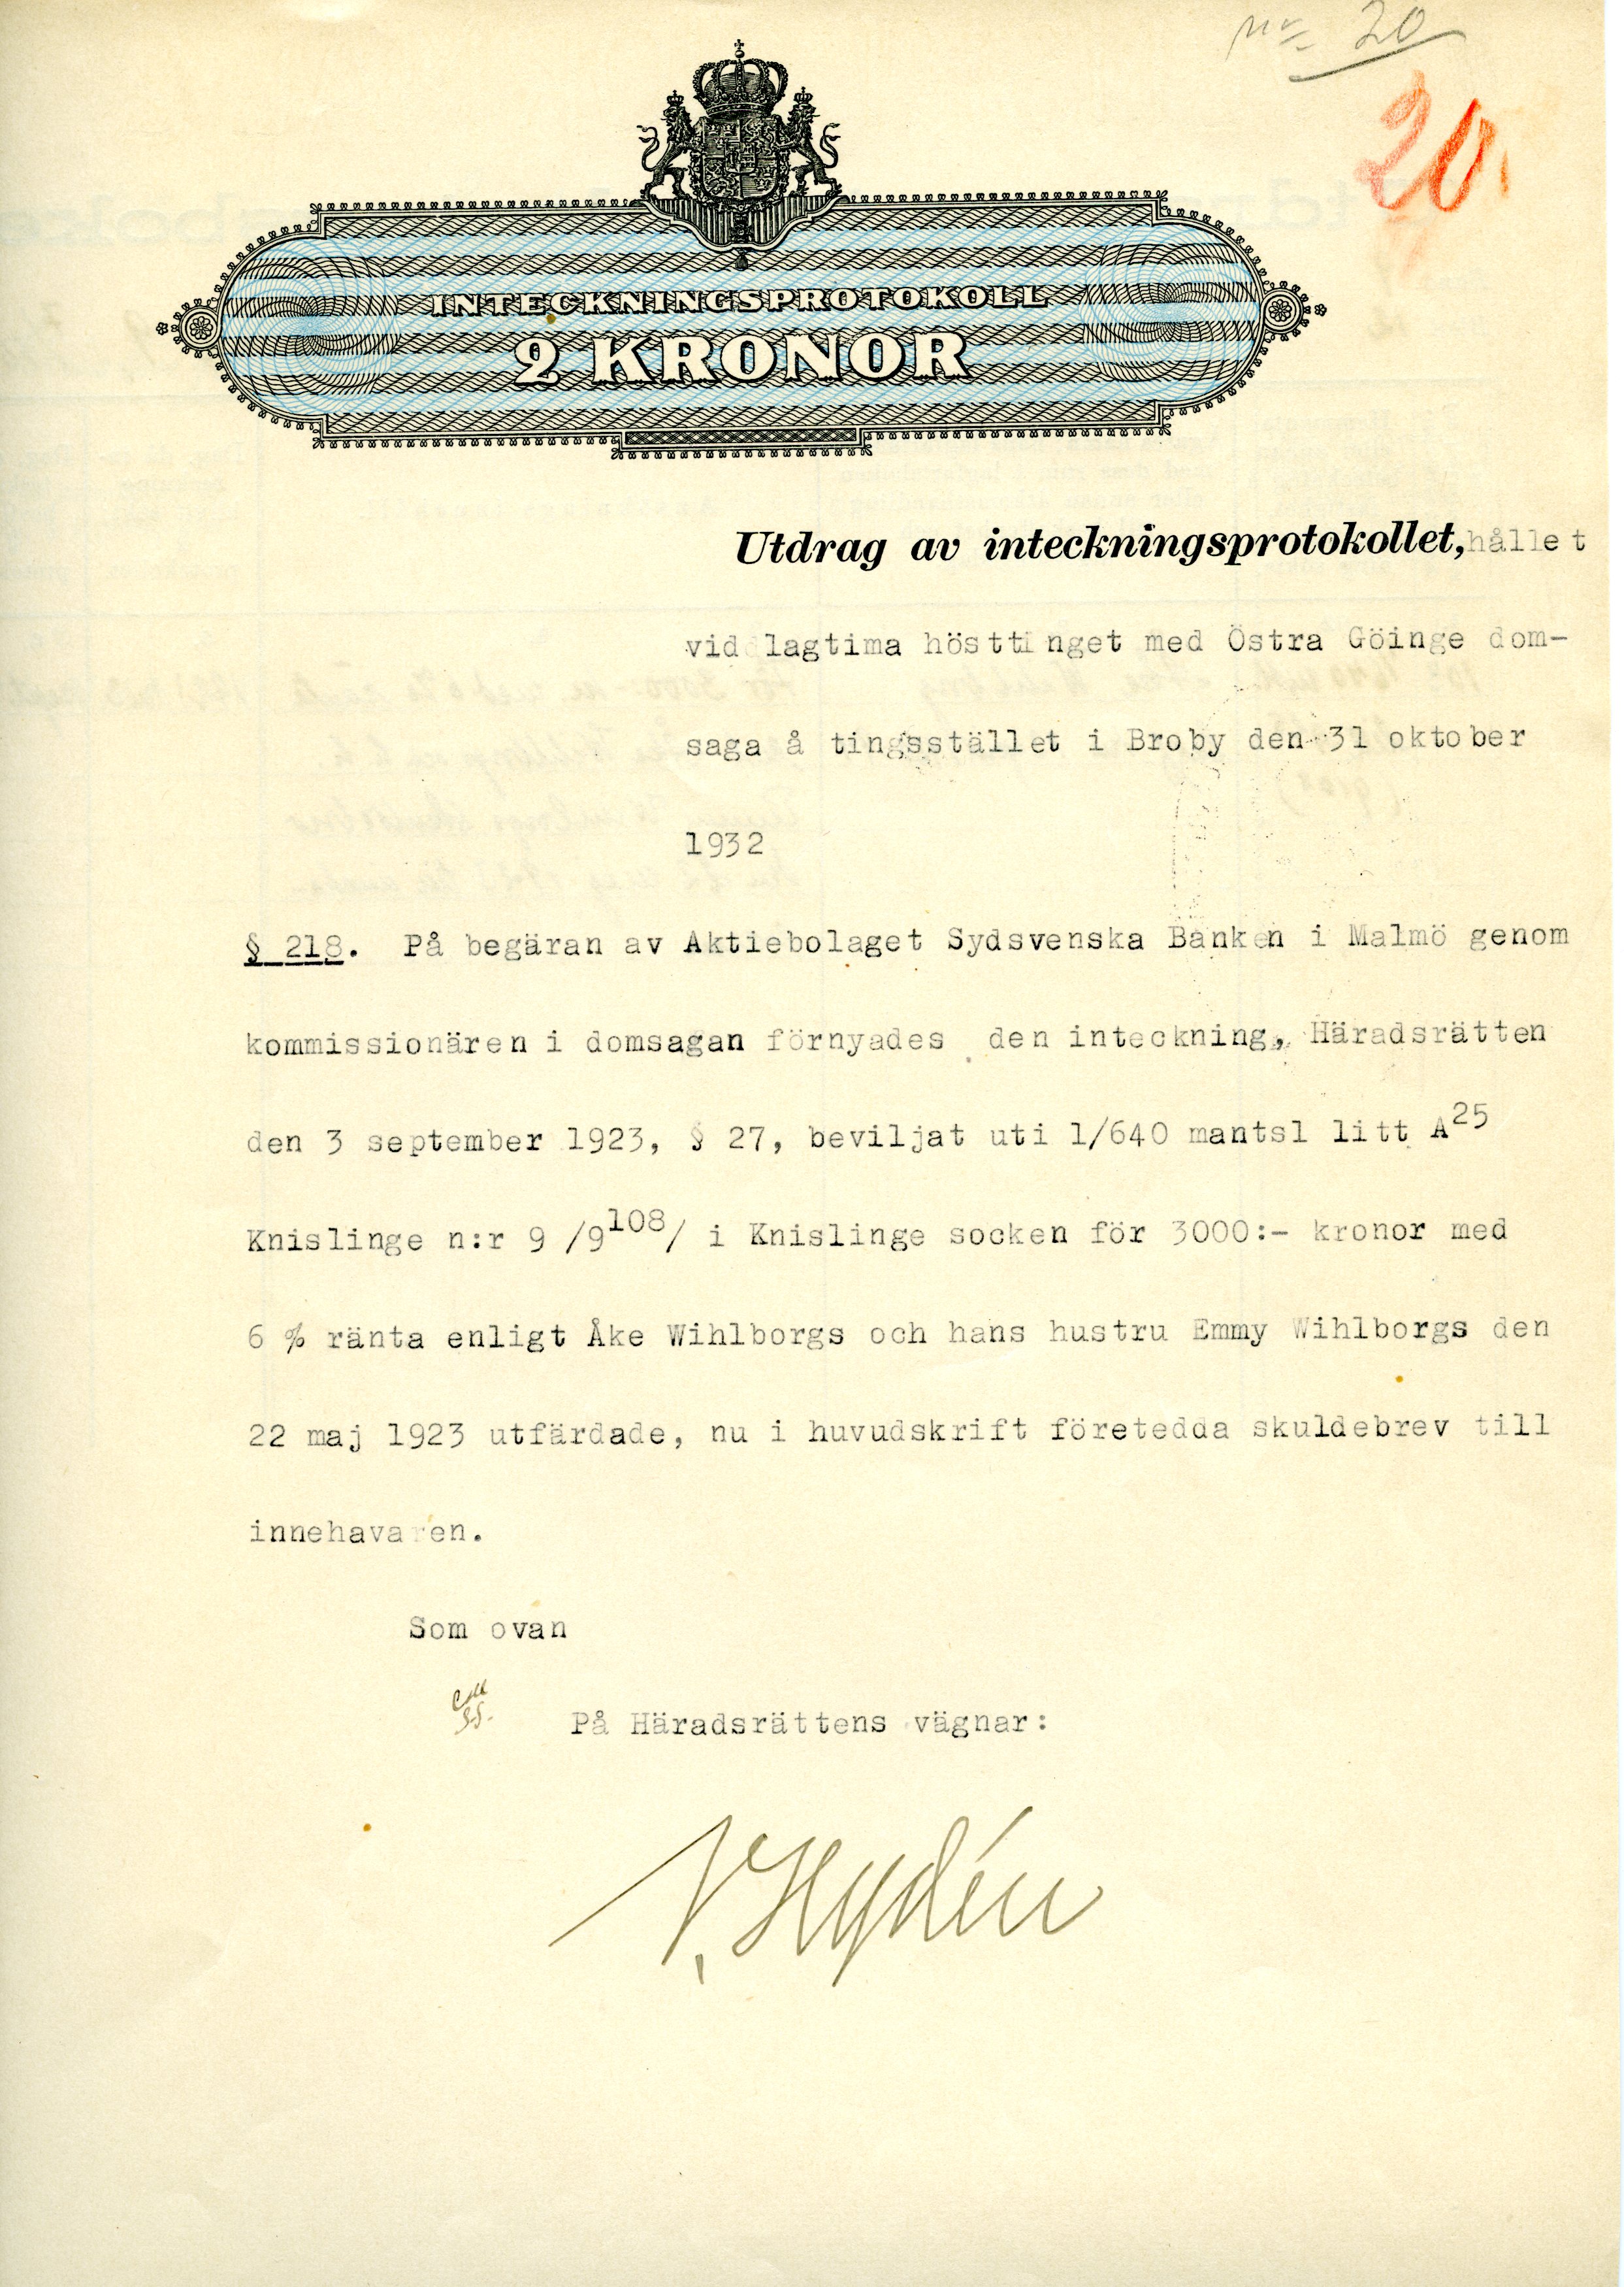 nr 20
20.
INTECKNINGSPROTOKOLL
2 KRONOR
Utdrag av inteckningsprotokollet, hållet
vid lagtima hösttinget med Östra Göinge dom-
saga å tingsstället i Broby den 31 oktober
1932
§ 218. På begäran av Aktiebolaget Sydsvenska Banken i Malmö genom
kommissionären i domsagan förnyades den inteckning, Häradsrätten
den 3 september 1923, § 27, beviljat uti 1/640 mantsl litt A25
Knislinge n:r 9 /9108/ i Knislinge socken för 3000:- kronor med
6 % ränta enligt Åke Wihlborgs och hans hustru Emmy Wihlborgs den
22 maj 1923 utfärdade, nu i huvudskrift företedda skuldebrev till
innehavaren.
Som ovan
På Häradsrättens vägnar:
V. Hydén